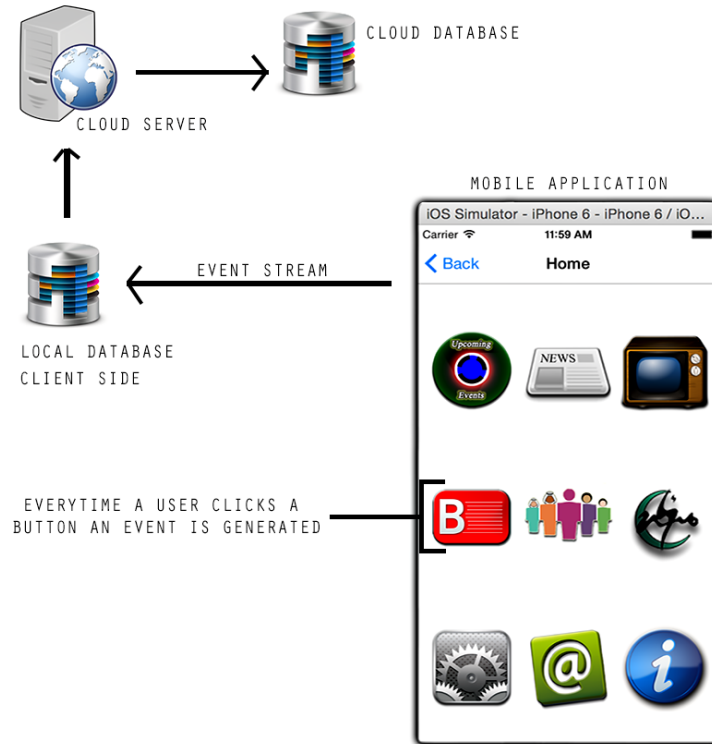 CLOUD DATABASE
CLOUD SERVER
MOBILE APPLICATION
iOS Simulator - iPhone 6 - iPhone 6 / iO...
Carrier 11:59 AM
Back Home
EVENT STREAM
LOCAL DATABASE
CLIENT SIDE
Upcoming
Events
NEWS
EVERYTIME A USER CLICKS A
BUTTON AN EVENT IS GENERATED
B
@
i